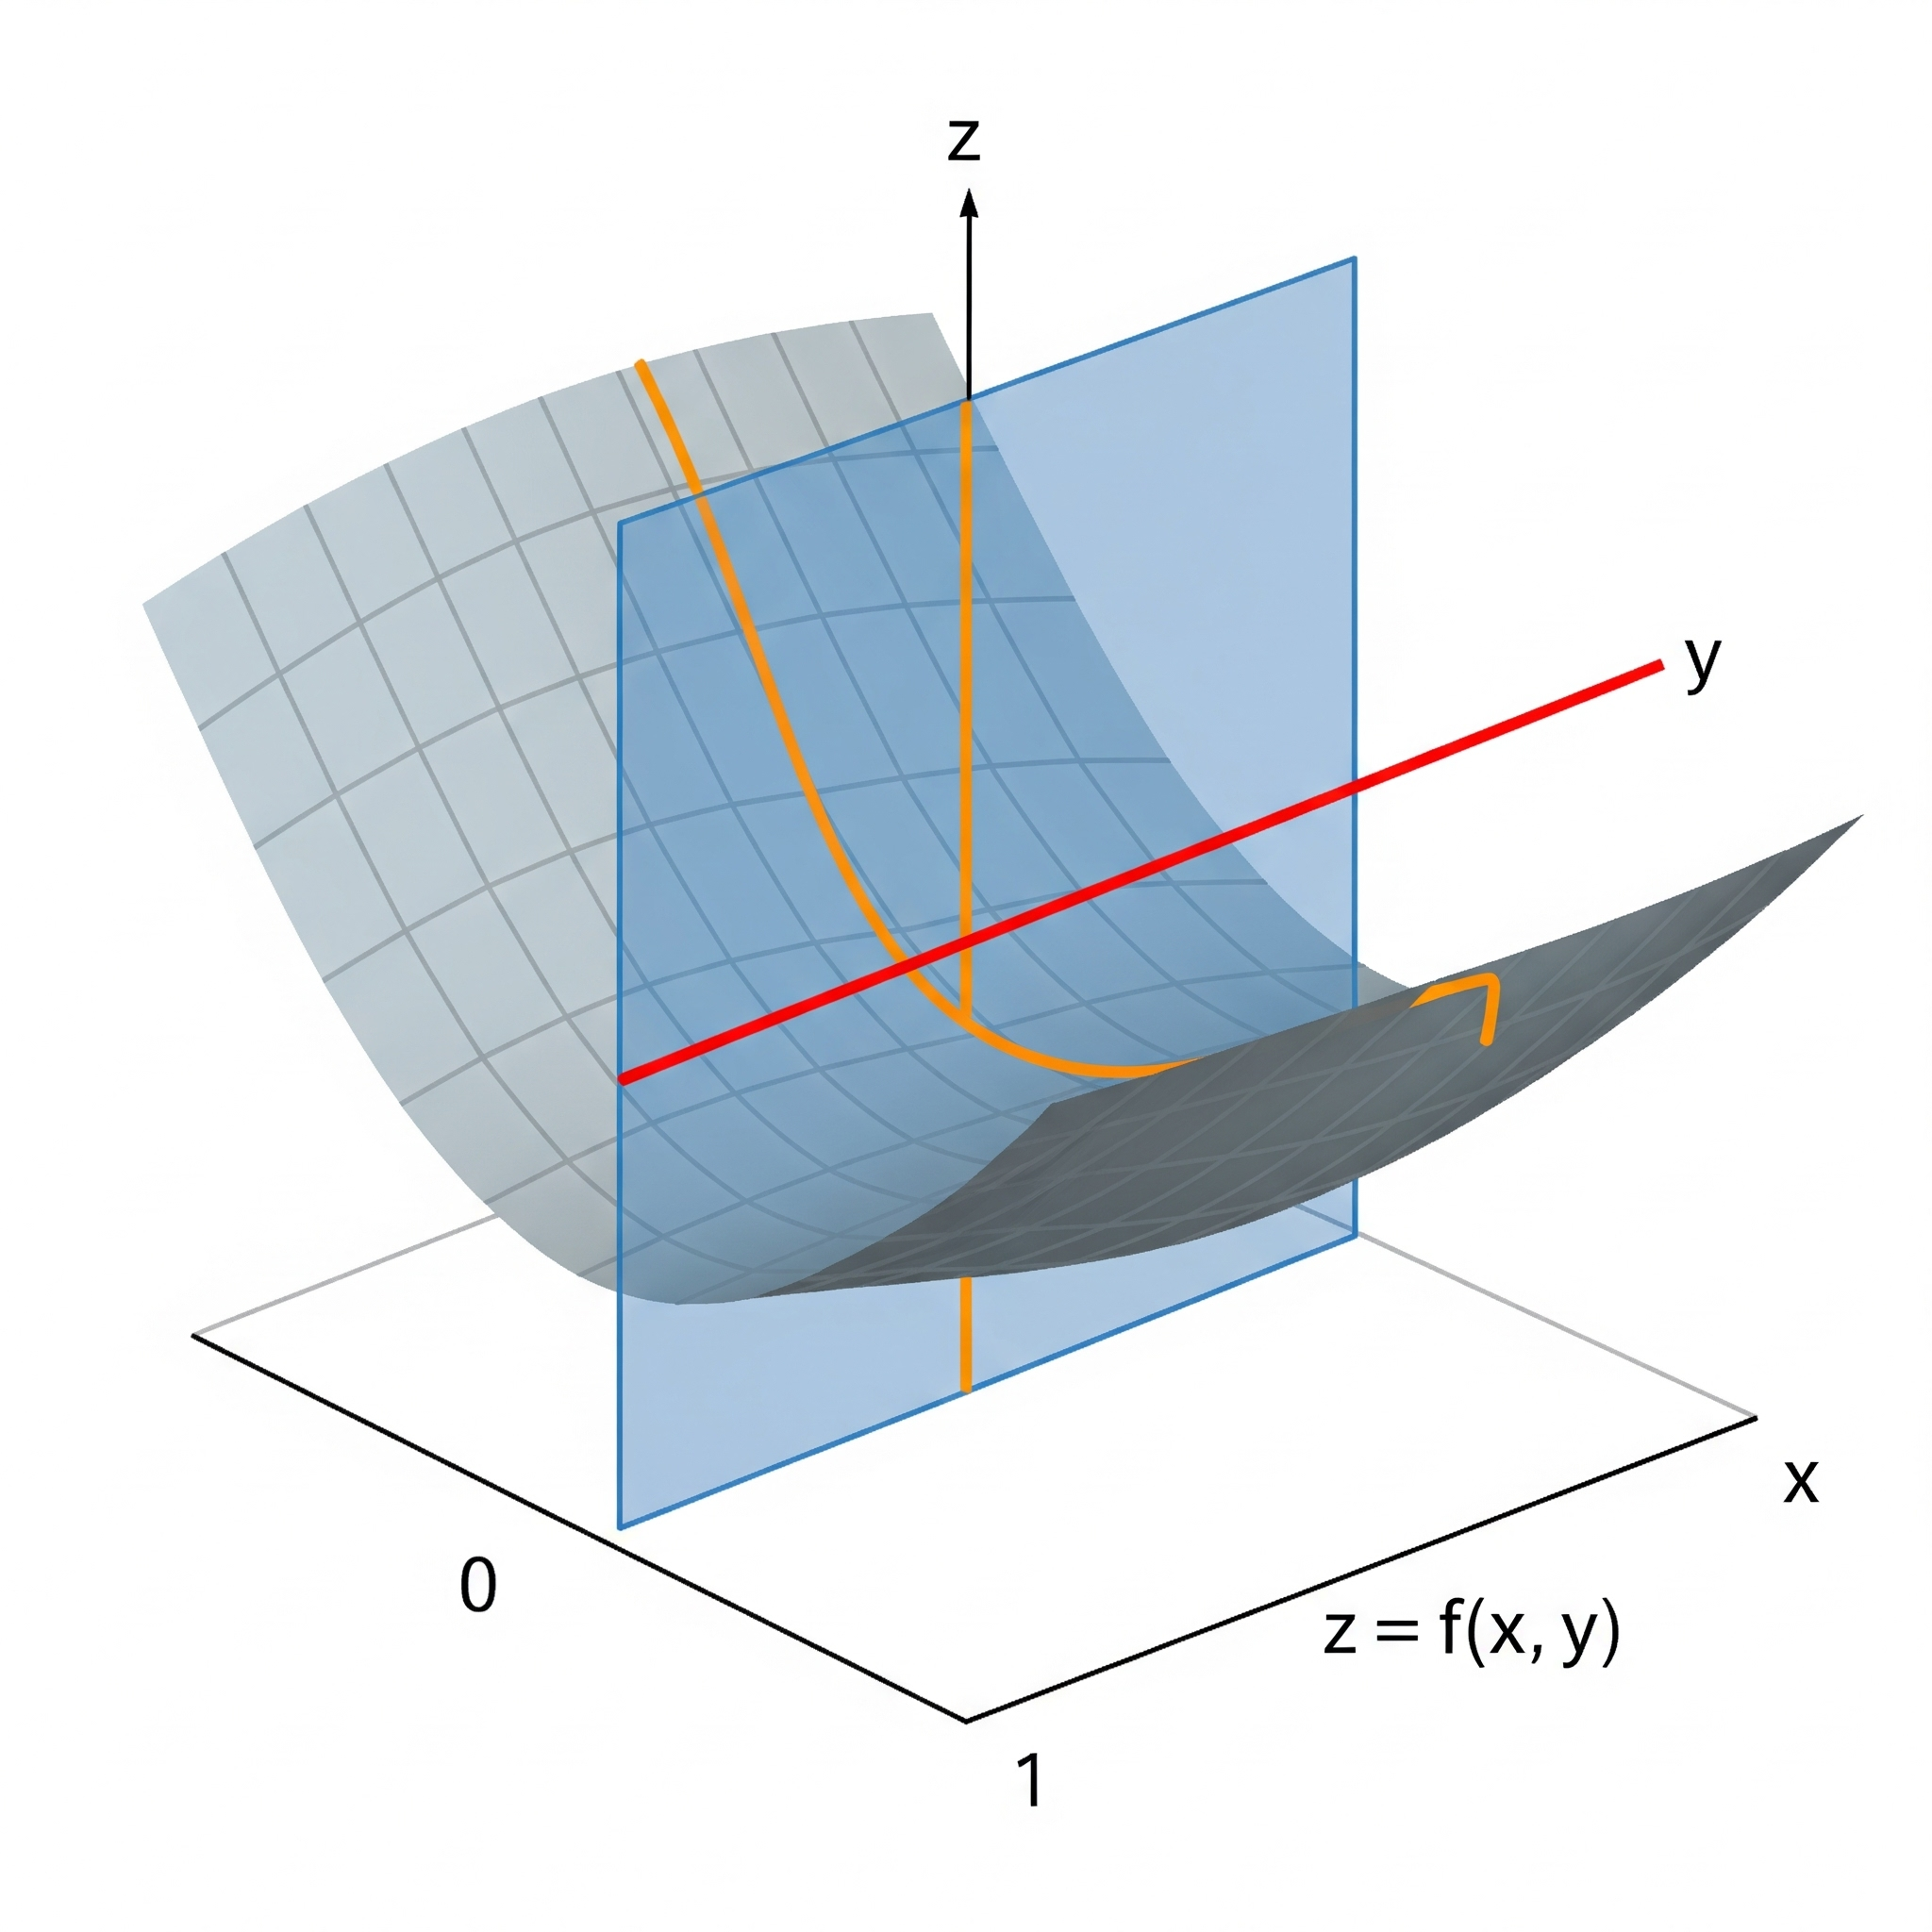 z
y
x
0
z = f(x, y)
1